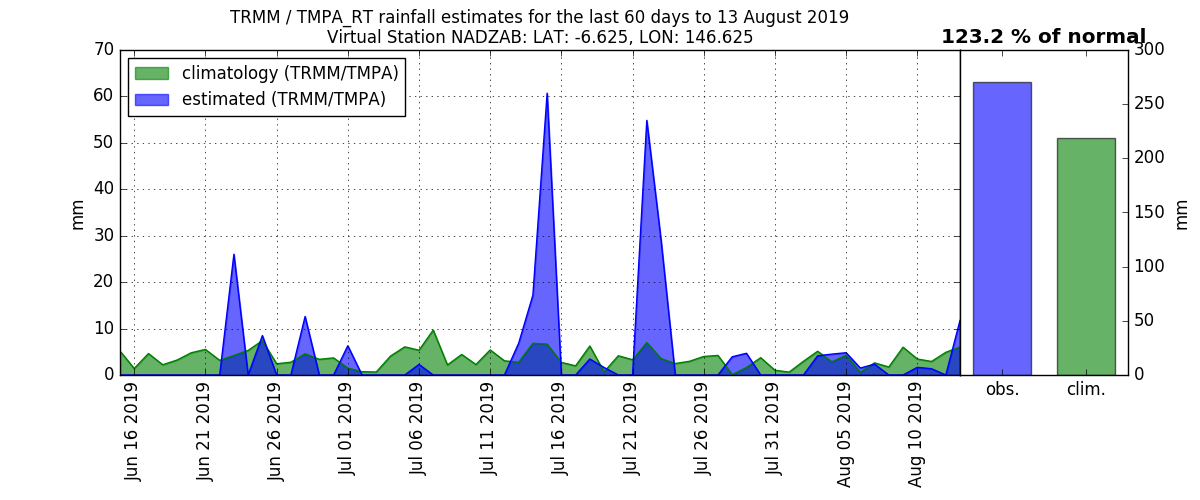 TRMM / TMPA_RT rainfall estimates for the last 60 days to 13 August 2019
Virtual Station NADZAB: LAT: -6.625, LON: 146.625
123.2 % of normal
climatology (TRMM/TMPA)
estimated (TRMM/TMPA)
70
60
50
40
30
20
10
0
mm
Jun 16 2019
Jun 21 2019
Jun 26 2019
Jul 01 2019
Jul 06 2019
Jul 11 2019
Jul 16 2019
Jul 21 2019
Jul 26 2019
Jul 31 2019
Aug 05 2019
Aug 10 2019
obs.
clim.
300
250
200
150
100
50
0
mm